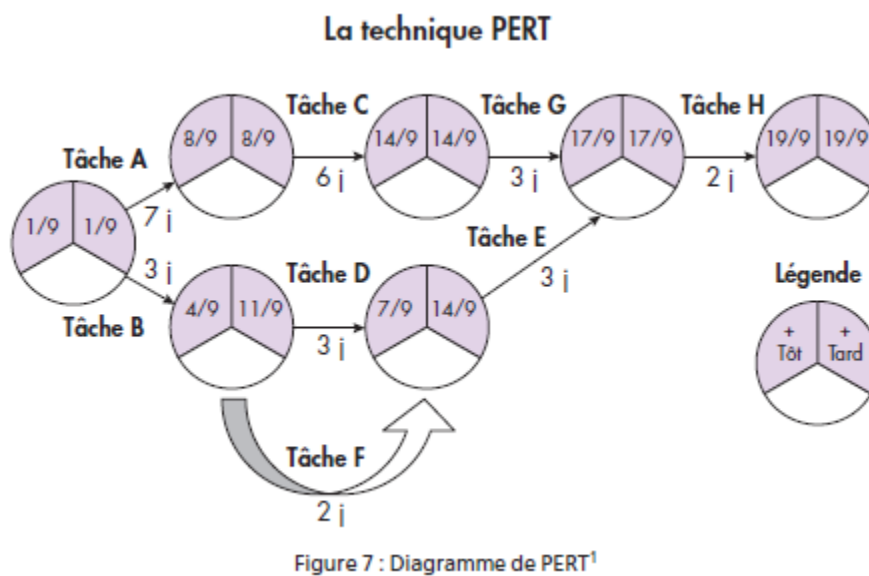 La technique PERT
Tâche C
Tâche G
Tâche H
8/9 8/9
14/9 14/9
17/9 17/9
19/9 19/9
Tâche A
6 j
3 j
2 j
7 j
1/9 1/9
Tâche E
3 j
Tâche D
3 j
Légende
4/9 11/9
7/9 14/9
Tâche B
3 j
+ +
Tôt Tard
Tâche F
2 j
Figure 7 : Diagramme de PERT¹